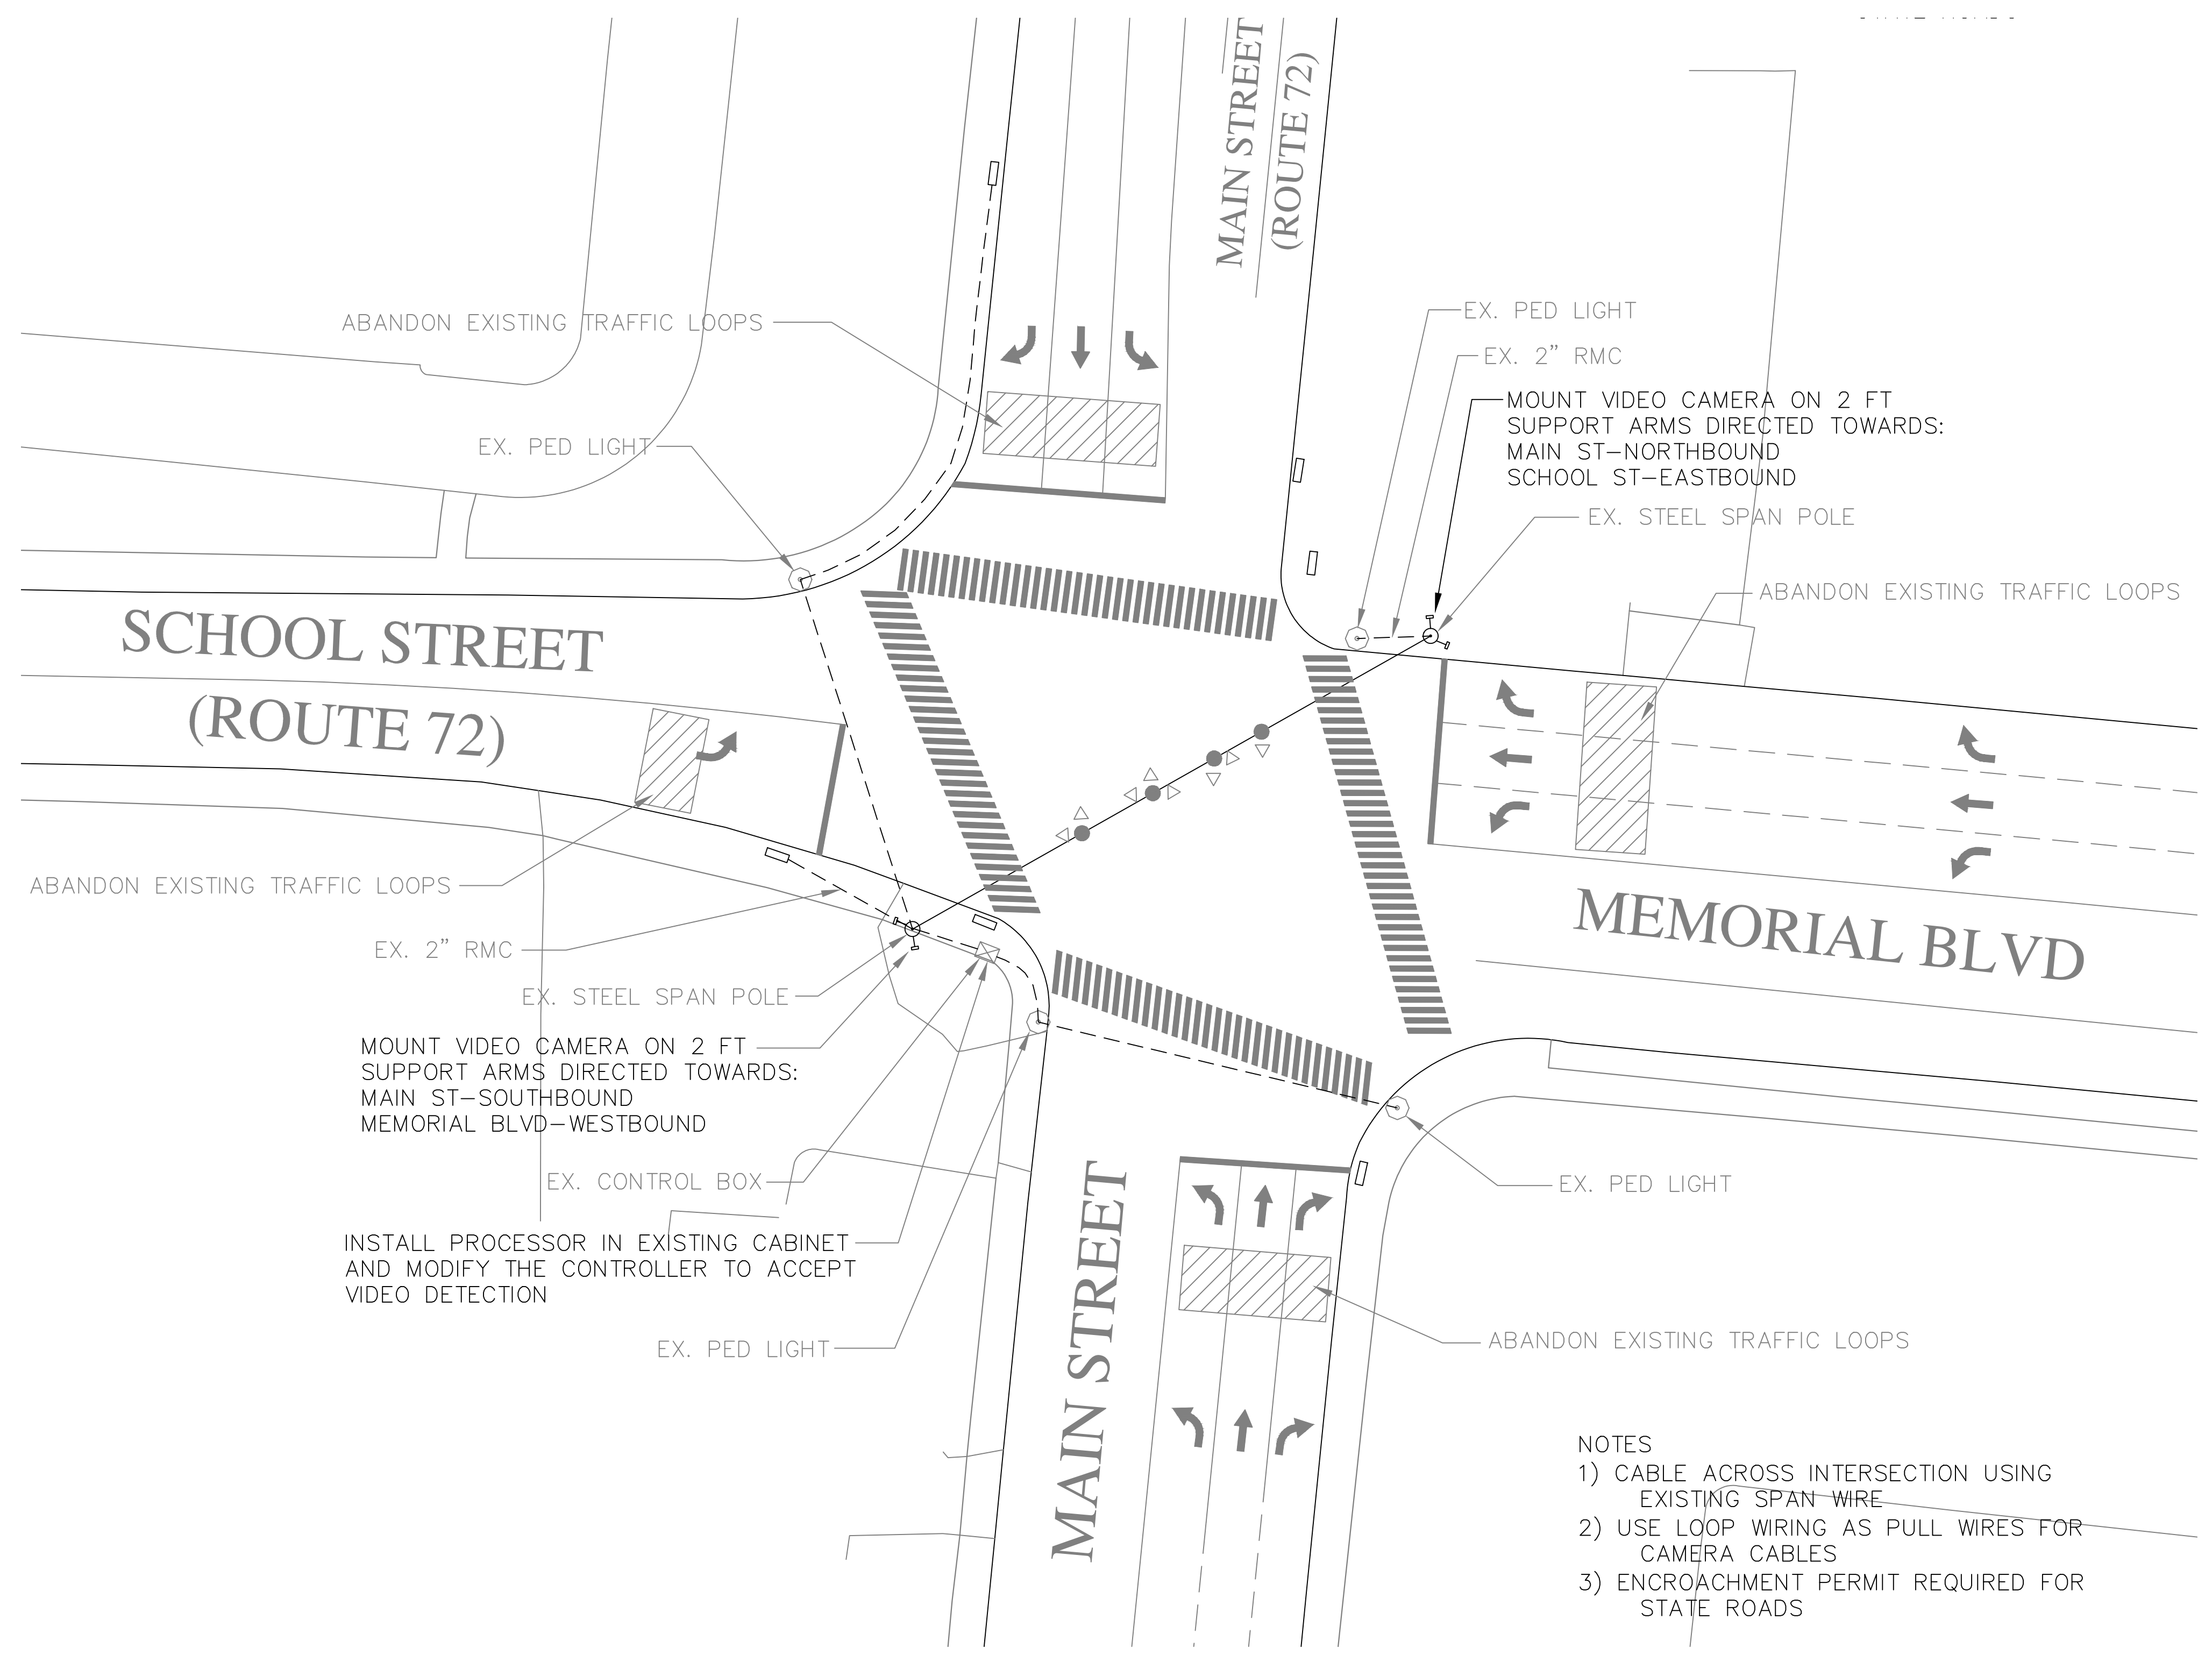 MAIN STREET
(ROUTE 72)
ABANDON EXISTING TRAFFIC LOOPS
EX. PED LIGHT
EX. 2" RMC
MOUNT VIDEO CAMERA ON 2 FT
SUPPORT ARMS DIRECTED TOWARDS:
MAIN ST-NORTHBOUND
SCHOOL ST-EASTBOUND
EX. PED LIGHT
EX. STEEL SPAN POLE
ABANDON EXISTING TRAFFIC LOOPS
SCHOOL STREET
(ROUTE 72)
ABANDON EXISTING TRAFFIC LOOPS
MEMORIAL BLVD
EX. 2" RMC
EX. STEEL SPAN POLE
MOUNT VIDEO CAMERA ON 2 FT
SUPPORT ARMS DIRECTED TOWARDS:
MAIN ST-SOUTHBOUND
MEMORIAL BLVD-WESTBOUND
EX. CONTROL BOX
EX. PED LIGHT
INSTALL PROCESSOR IN EXISTING CABINET
AND MODIFY THE CONTROLLER TO ACCEPT
VIDEO DETECTION
EX. PED LIGHT
MAIN STREET
ABANDON EXISTING TRAFFIC LOOPS
NOTES
1) CABLE ACROSS INTERSECTION USING
EXISTING SPAN WIRE
2) USE LOOP WIRING AS PULL WIRES FOR
CAMERA CABLES
3) ENCROACHMENT PERMIT REQUIRED FOR
STATE ROADS